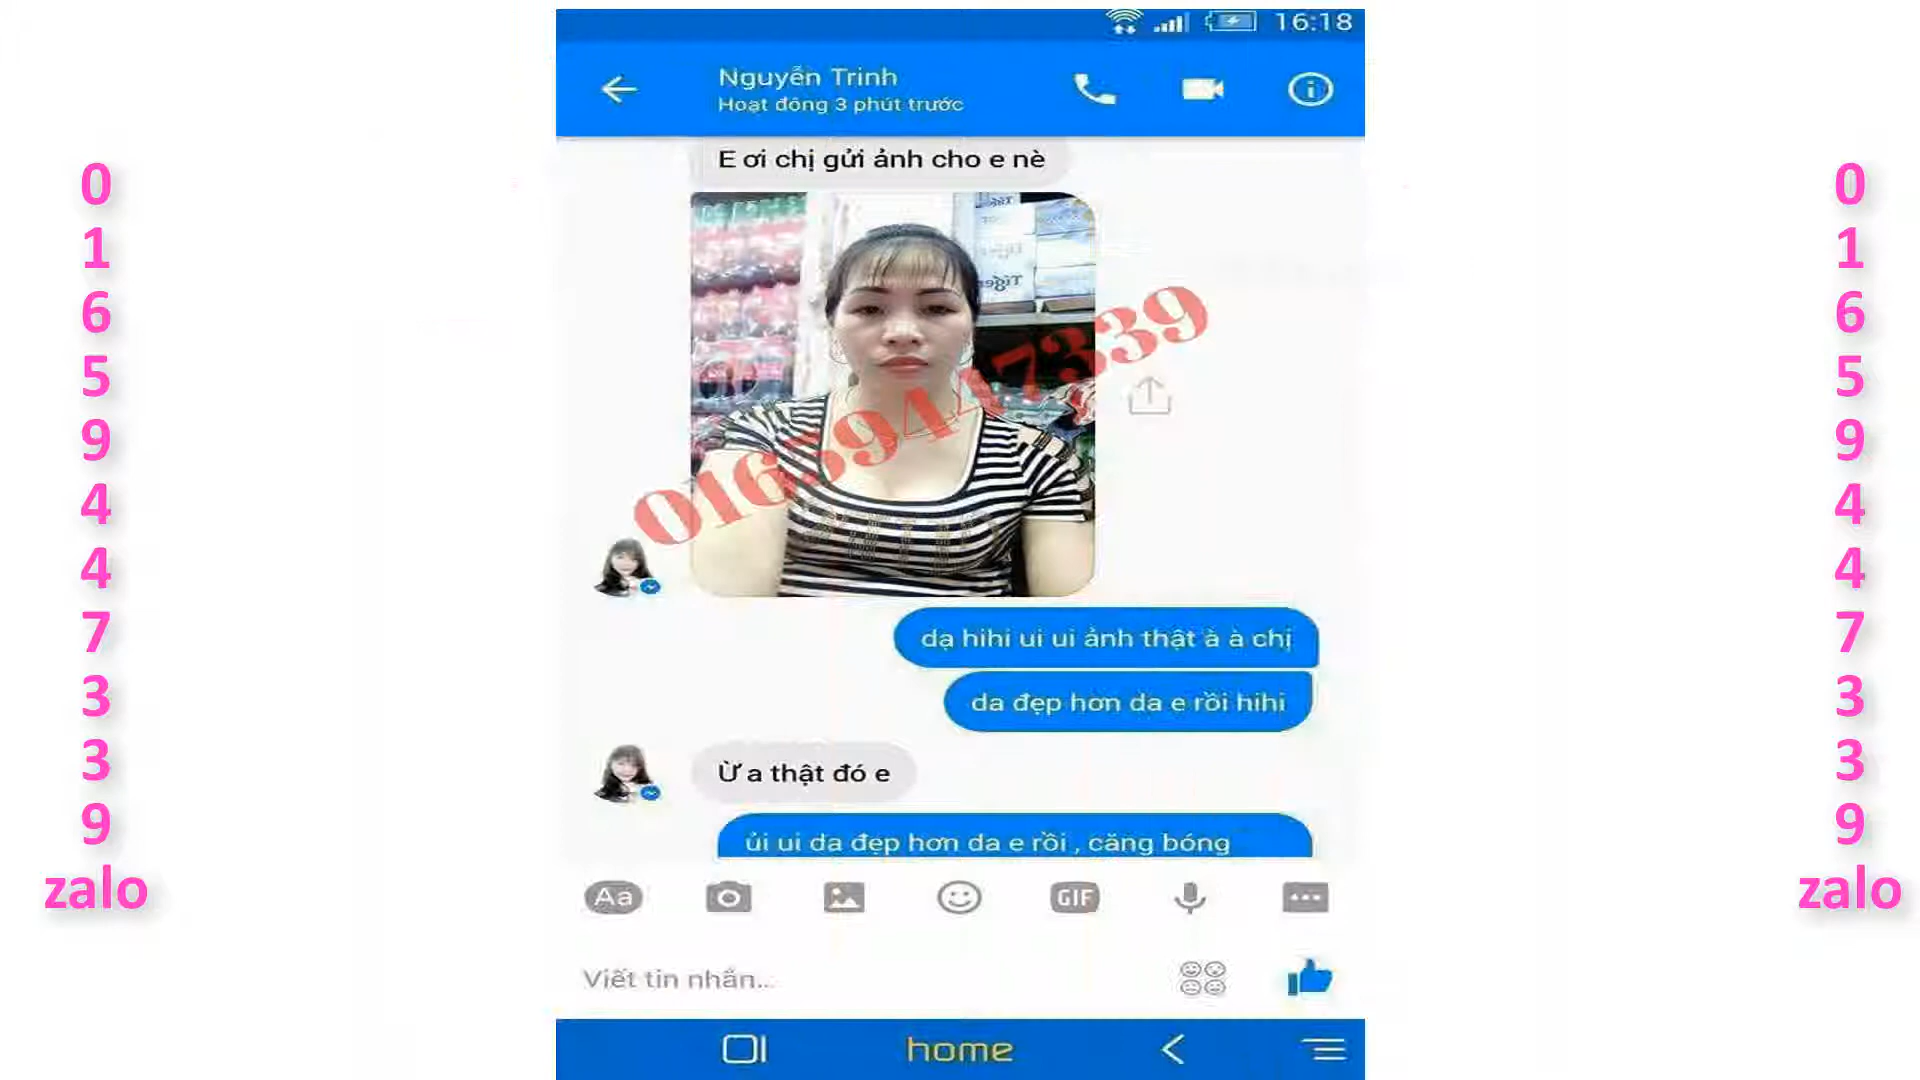 16:18
Nguyễn Trinh
Hoạt động 3 phút trước
E ơi chị gửi ảnh cho e nè
Tiger
01659447339
dạ hihi ui ui ảnh thật à à chị
da đẹp hơn da e rồi hihi
Ừ a thật đó e
ủi ui da đẹp hơn da e rồi , căng bóng
Aa
GIF
Viết tin nhắn...
home
0
1
6
5
9
4
4
7
3
3
9
zalo
0
1
6
5
9
4
4
7
3
3
9
zalo